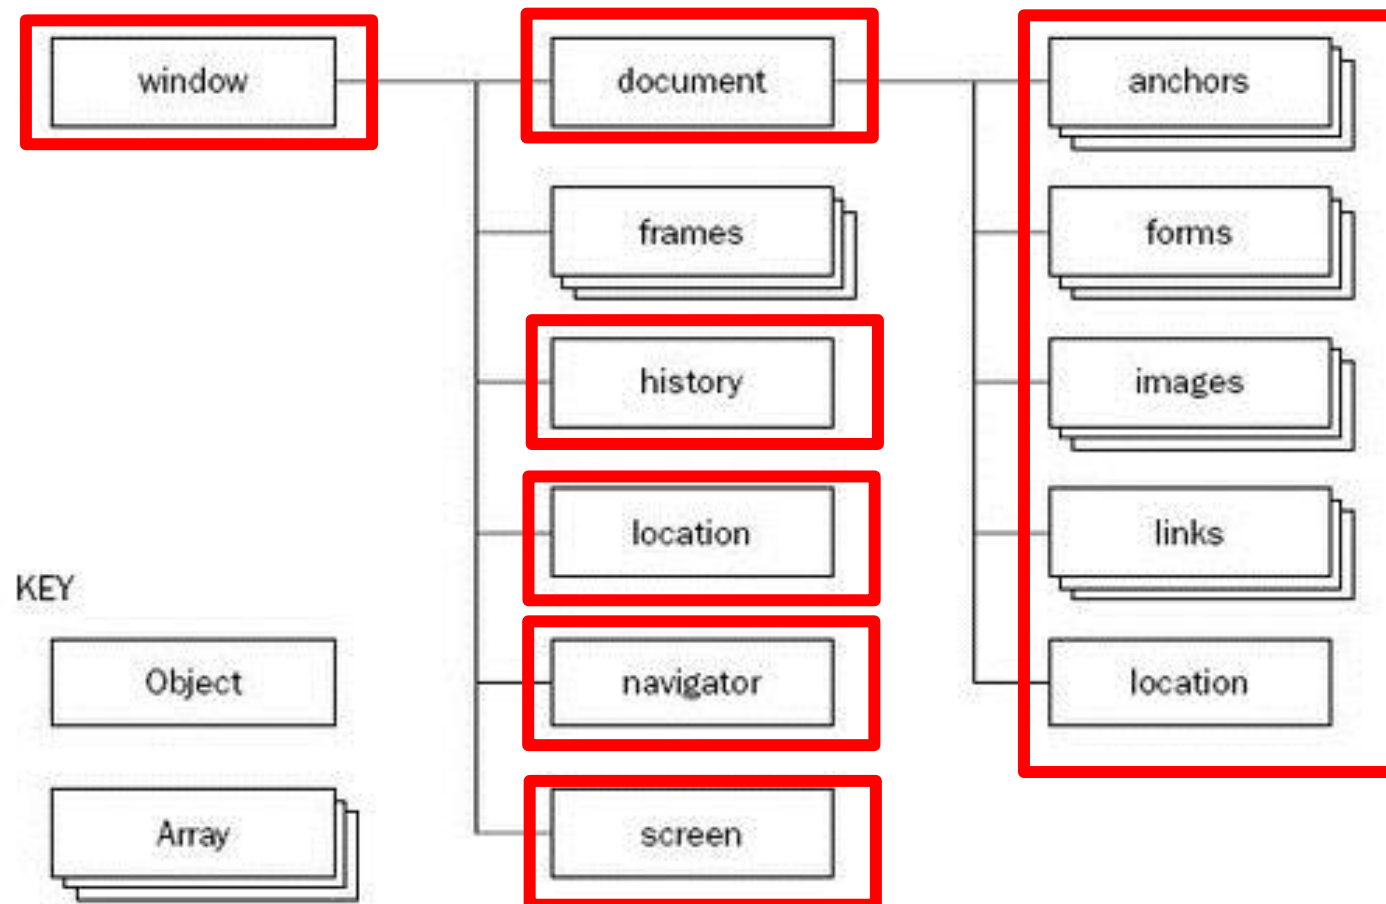 window
document
anchors
frames
forms
history
images
location
links
KEY
Object
navigator
location
Array
screen